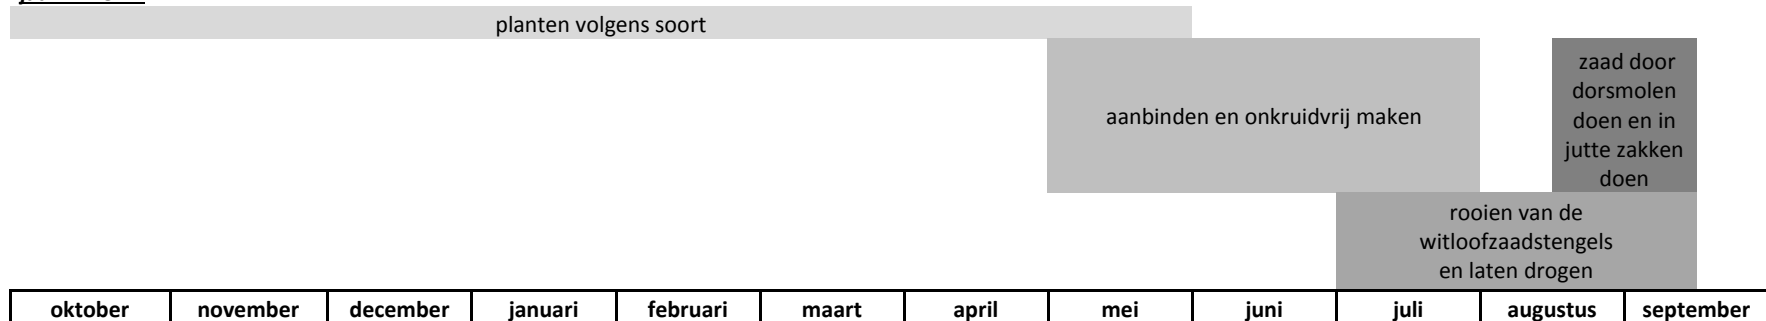 planten volgens soort
aanbinden en onkruidvrij maken
zaad door
dorsmolen
doen en in
jutte zakken
doen
rooien van de
witloofzaadstengels
en laten drogen
oktober november december januari februari maart april mei juni juli augustus september